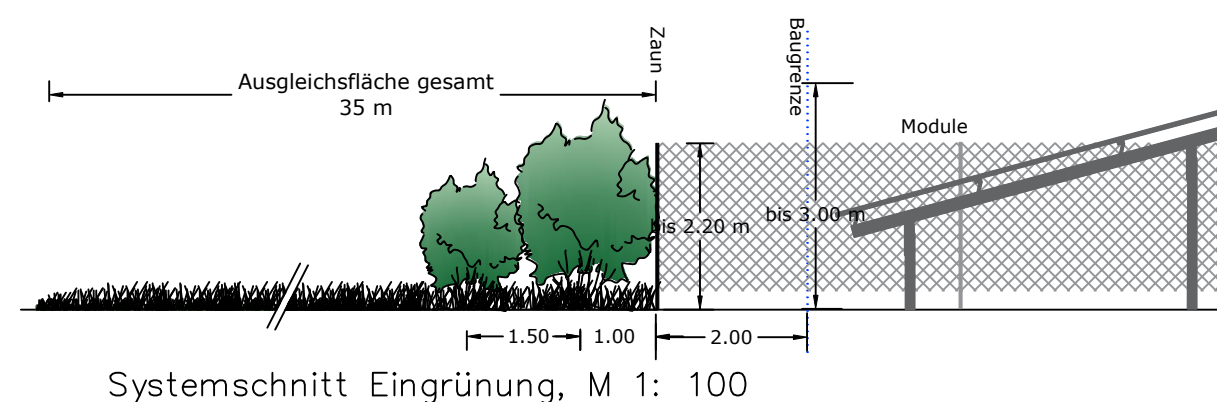 Zaun
Baugrenze
Ausgleichsfläche gesamt
35 m
Module
bis 3.00 m
bis 2.20 m
1.50
1.00
2.00
Systemschnitt Eingrünung, M 1: 100